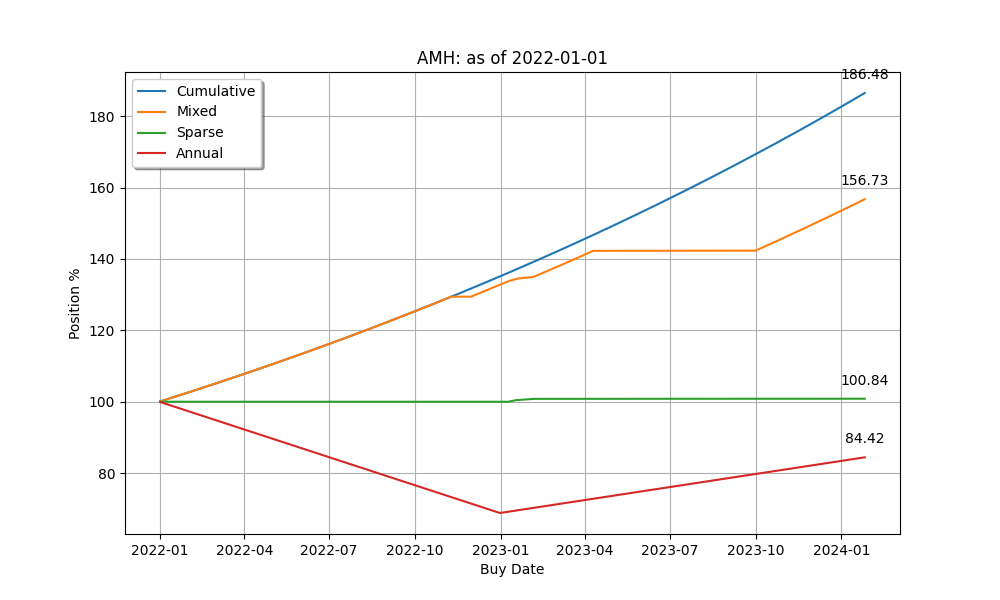 AMH: as of 2022-01-01
Cumulative
Mixed
Sparse
Annual
186.48
156.73
100.84
84.42
180
160
140
120
100
80
Position %
2022-01 2022-04 2022-07 2022-10 2023-01 2023-04 2023-07 2023-10 2024-01
Buy Date